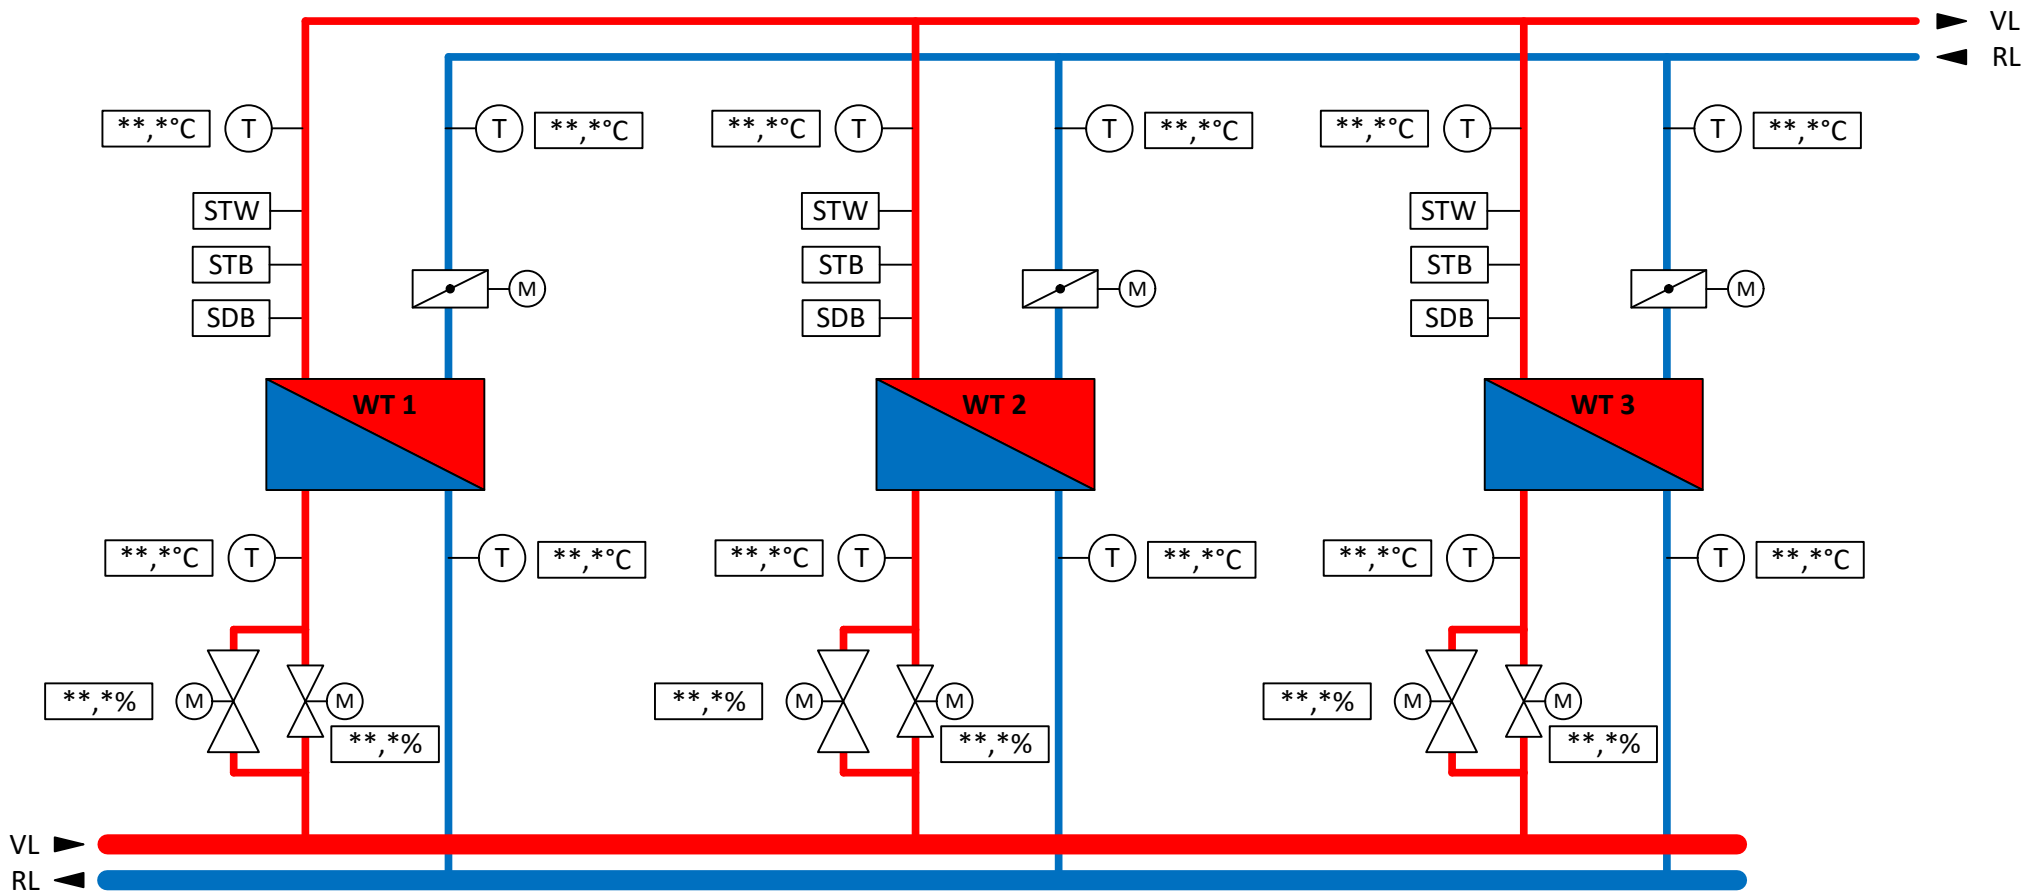 VL
RL
**,*°C T T **,*°C **,*°C T T **,*°C **,*°C T T **,*°C
STW STW STW
STB STB STB
M M M
SDB SDB SDB
WT 1 WT 2 WT 3
**,*°C T T **,*°C **,*°C T T **,*°C **,*°C T T **,*°C
**,*% M M **,*% M M **,*% M M
**,*% **,*% **,*%
VL
RL